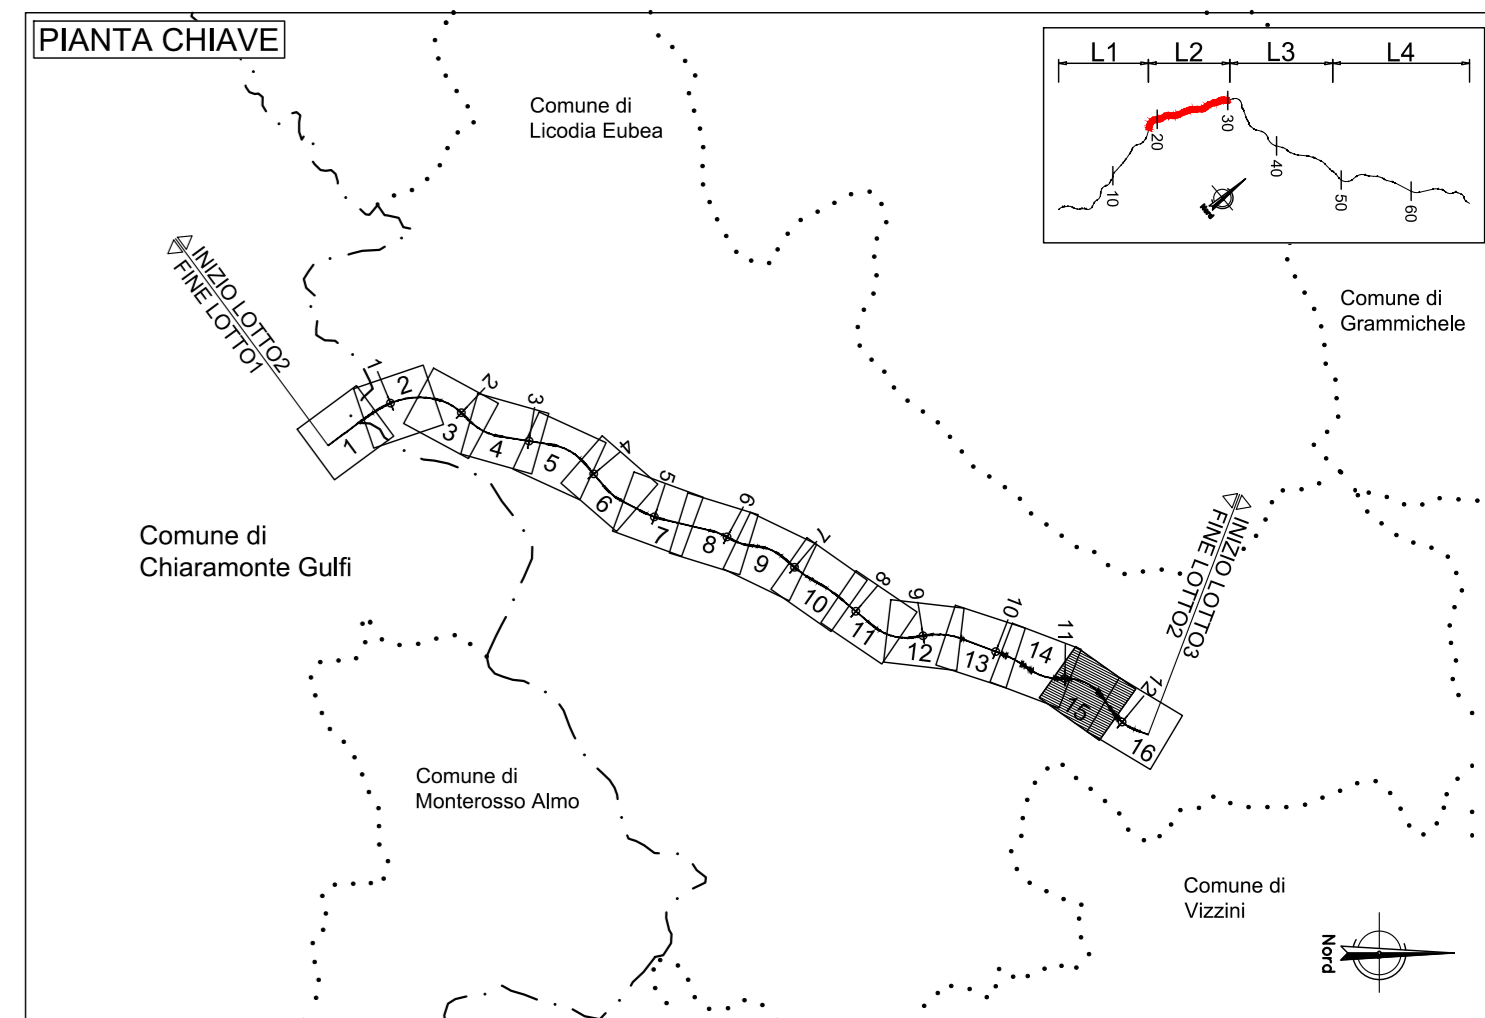 PIANTA CHIAVE
L1 L2 L3 L4
10
20
30
40
50
60
Nord
Comune di
Licodia Eubea
Comune di
Grammichele
INIZIO LOTTO2
FINE LOTTO1
1
2
3
4
5
6
7
8
9
10
11
12
1
2
3
4
5
6
7
8
9
10
11
12
13
14
15
16
INIZIO LOTTO3
FINE LOTTO2
Comune di
Chiaramonte Gulfi
Comune di
Monterosso Almo
Comune di
Vizzini
Nord